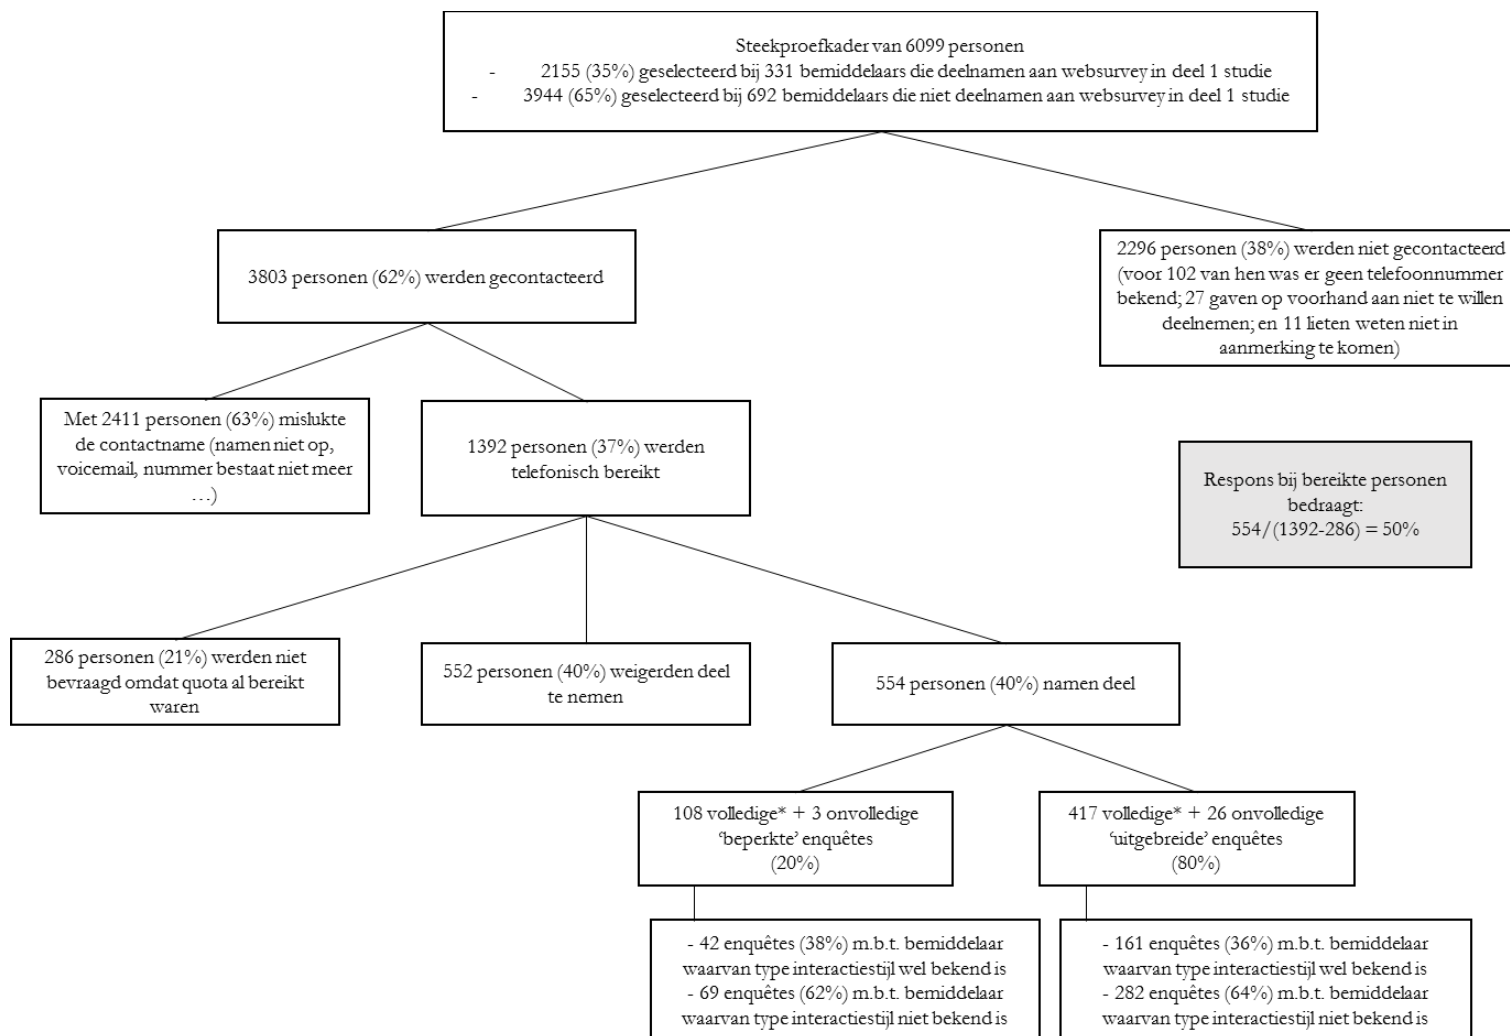 Steekproefkader van 6099 personen
- 2155 (35%) geselecteerd bij 331 bemiddelaars die deelnamen aan websurvey in deel 1 studie
- 3944 (65%) geselecteerd bij 692 bemiddelaars die niet deelnamen aan websurvey in deel 1 studie
3803 personen (62%) werden gecontacteerd
2296 personen (38%) werden niet gecontacteerd
(voor 102 van hen was er geen telefoonnummer
bekend; 27 gaven op voorhand aan niet te willen
deelnemen; en 11 lieten weten niet in
aanmerking te komen)
Met 2411 personen (63%) mislukte
de contactname (namen niet op,
voicemail, nummer bestaat niet meer
…)
1392 personen (37%) werden
telefonisch bereikt
Respons bij bereikte personen
bedraagt:
554/(1392-286) = 50%
286 personen (21%) werden niet
bevraagd omdat quota al bereikt
waren
552 personen (40%) weigerden deel
te nemen
554 personen (40%) namen deel
108 volledige* + 3 onvolledige
‘beperkte’ enquêtes
(20%)
417 volledige* + 26 onvolledige
‘uitgebreide’ enquêtes
(80%)
- 42 enquêtes (38%) m.b.t. bemiddelaar
waarvan type interactiestijl wel bekend is
- 69 enquêtes (62%) m.b.t. bemiddelaar
waarvan type interactiestijl niet bekend is
- 161 enquêtes (36%) m.b.t. bemiddelaar
waarvan type interactiestijl wel bekend is
- 282 enquêtes (64%) m.b.t. bemiddelaar
waarvan type interactiestijl niet bekend is